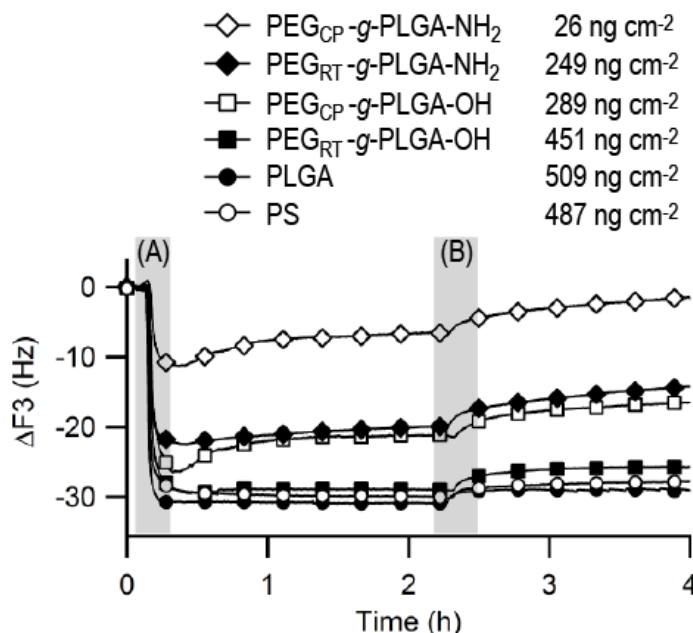 PEGCP-g-PLGA-NH2 26 ng cm-2
PEGRT-g-PLGA-NH2 249 ng cm-2
PEGCP-g-PLGA-OH 289 ng cm-2
PEGRT-g-PLGA-OH 451 ng cm-2
PLGA 509 ng cm-2
PS 487 ng cm-2
(A) (B)
0
-10
-20
-30
ΔF3 (Hz)
0 1 2 3 4
Time (h)